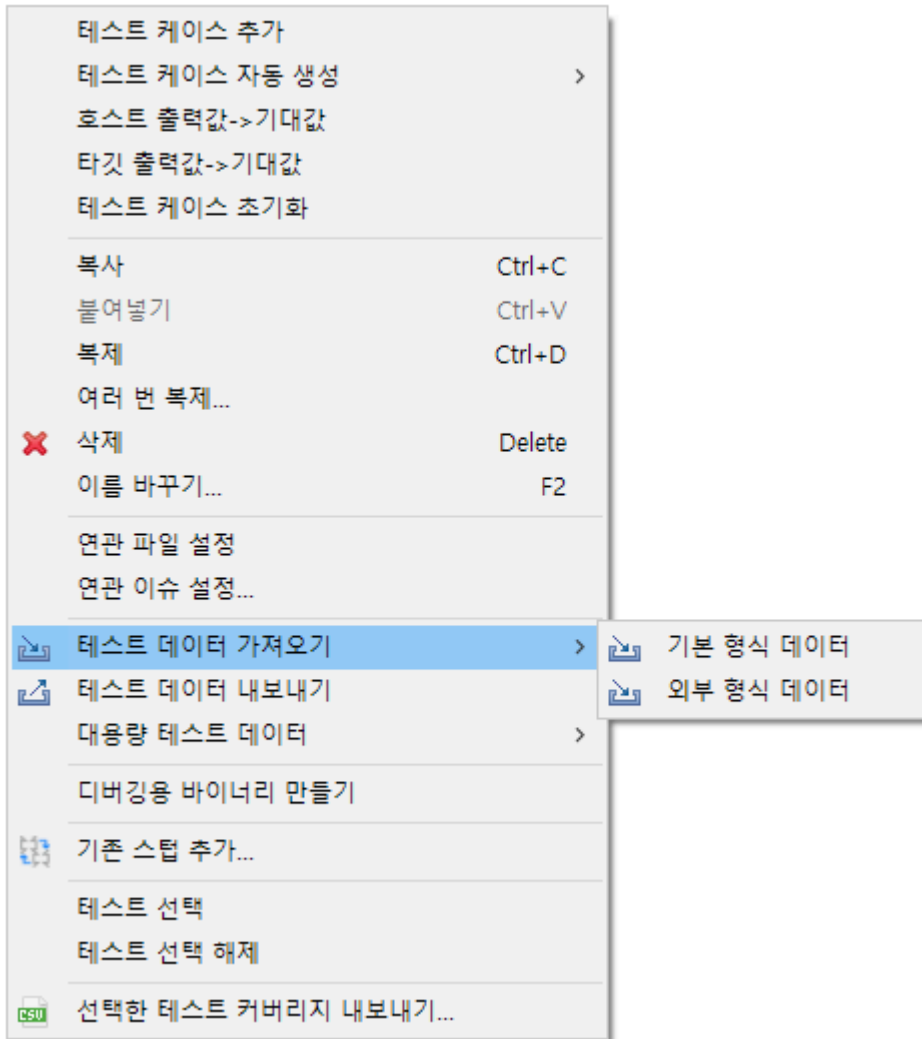 테스트 케이스 추가
테스트 케이스 자동 생성
호스트 출력값->기대값
타깃 출력값->기대값
테스트 케이스 초기화
복사 Ctrl+C
붙여넣기 Ctrl+V
복제 Ctrl+D
여러 번 복제...
삭제 Delete
이름 바꾸기... F2
연관 파일 설정
연관 이슈 설정...
테스트 데이터 가져오기
기본 형식 데이터
테스트 데이터 내보내기
외부 형식 데이터
대용량 테스트 데이터
디버깅용 바이너리 만들기
기존 스텁 추가...
테스트 선택
테스트 선택 해제
CSV 선택한 테스트 커버리지 내보내기...